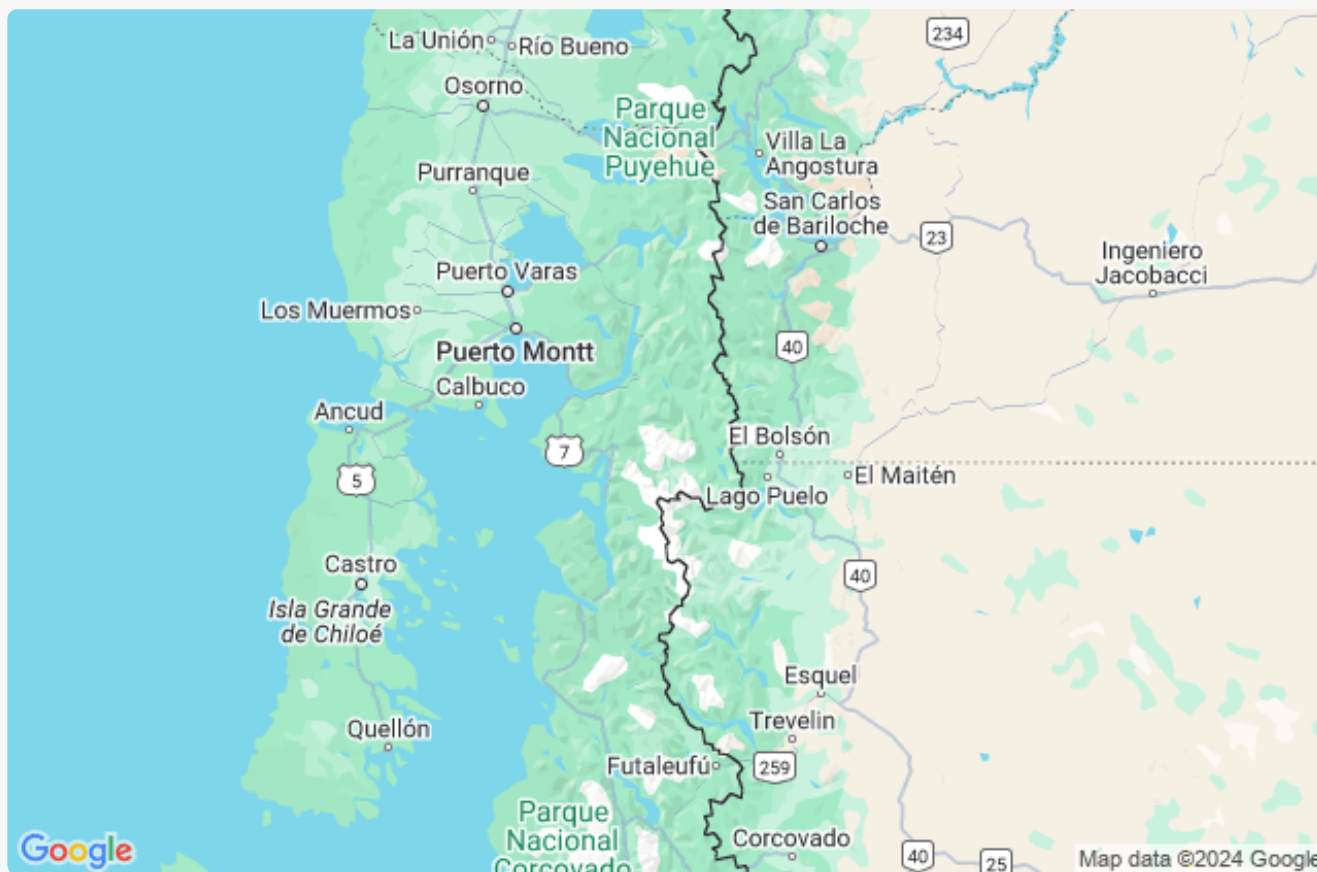 La Unión
Río Bueno
234
Osorno
Parque
Nacional
Puyehue
Villa La
Angostura
Purranque
San Carlos
de Bariloche
23
Ingeniero
Jacobacci
Puerto Varas
Los Muermos
Puerto Montt
40
Calbuco
Ancud
El Bolsón
7
5
El Maitén
Lago Puelo
Castro
40
Isla Grande
de Chiloé
Esquel
Trevelin
Quellón
Futaleufú
259
Parque
Nacional
Corcovado
Corcovado
40
25
Google
Map data ©2024 Google